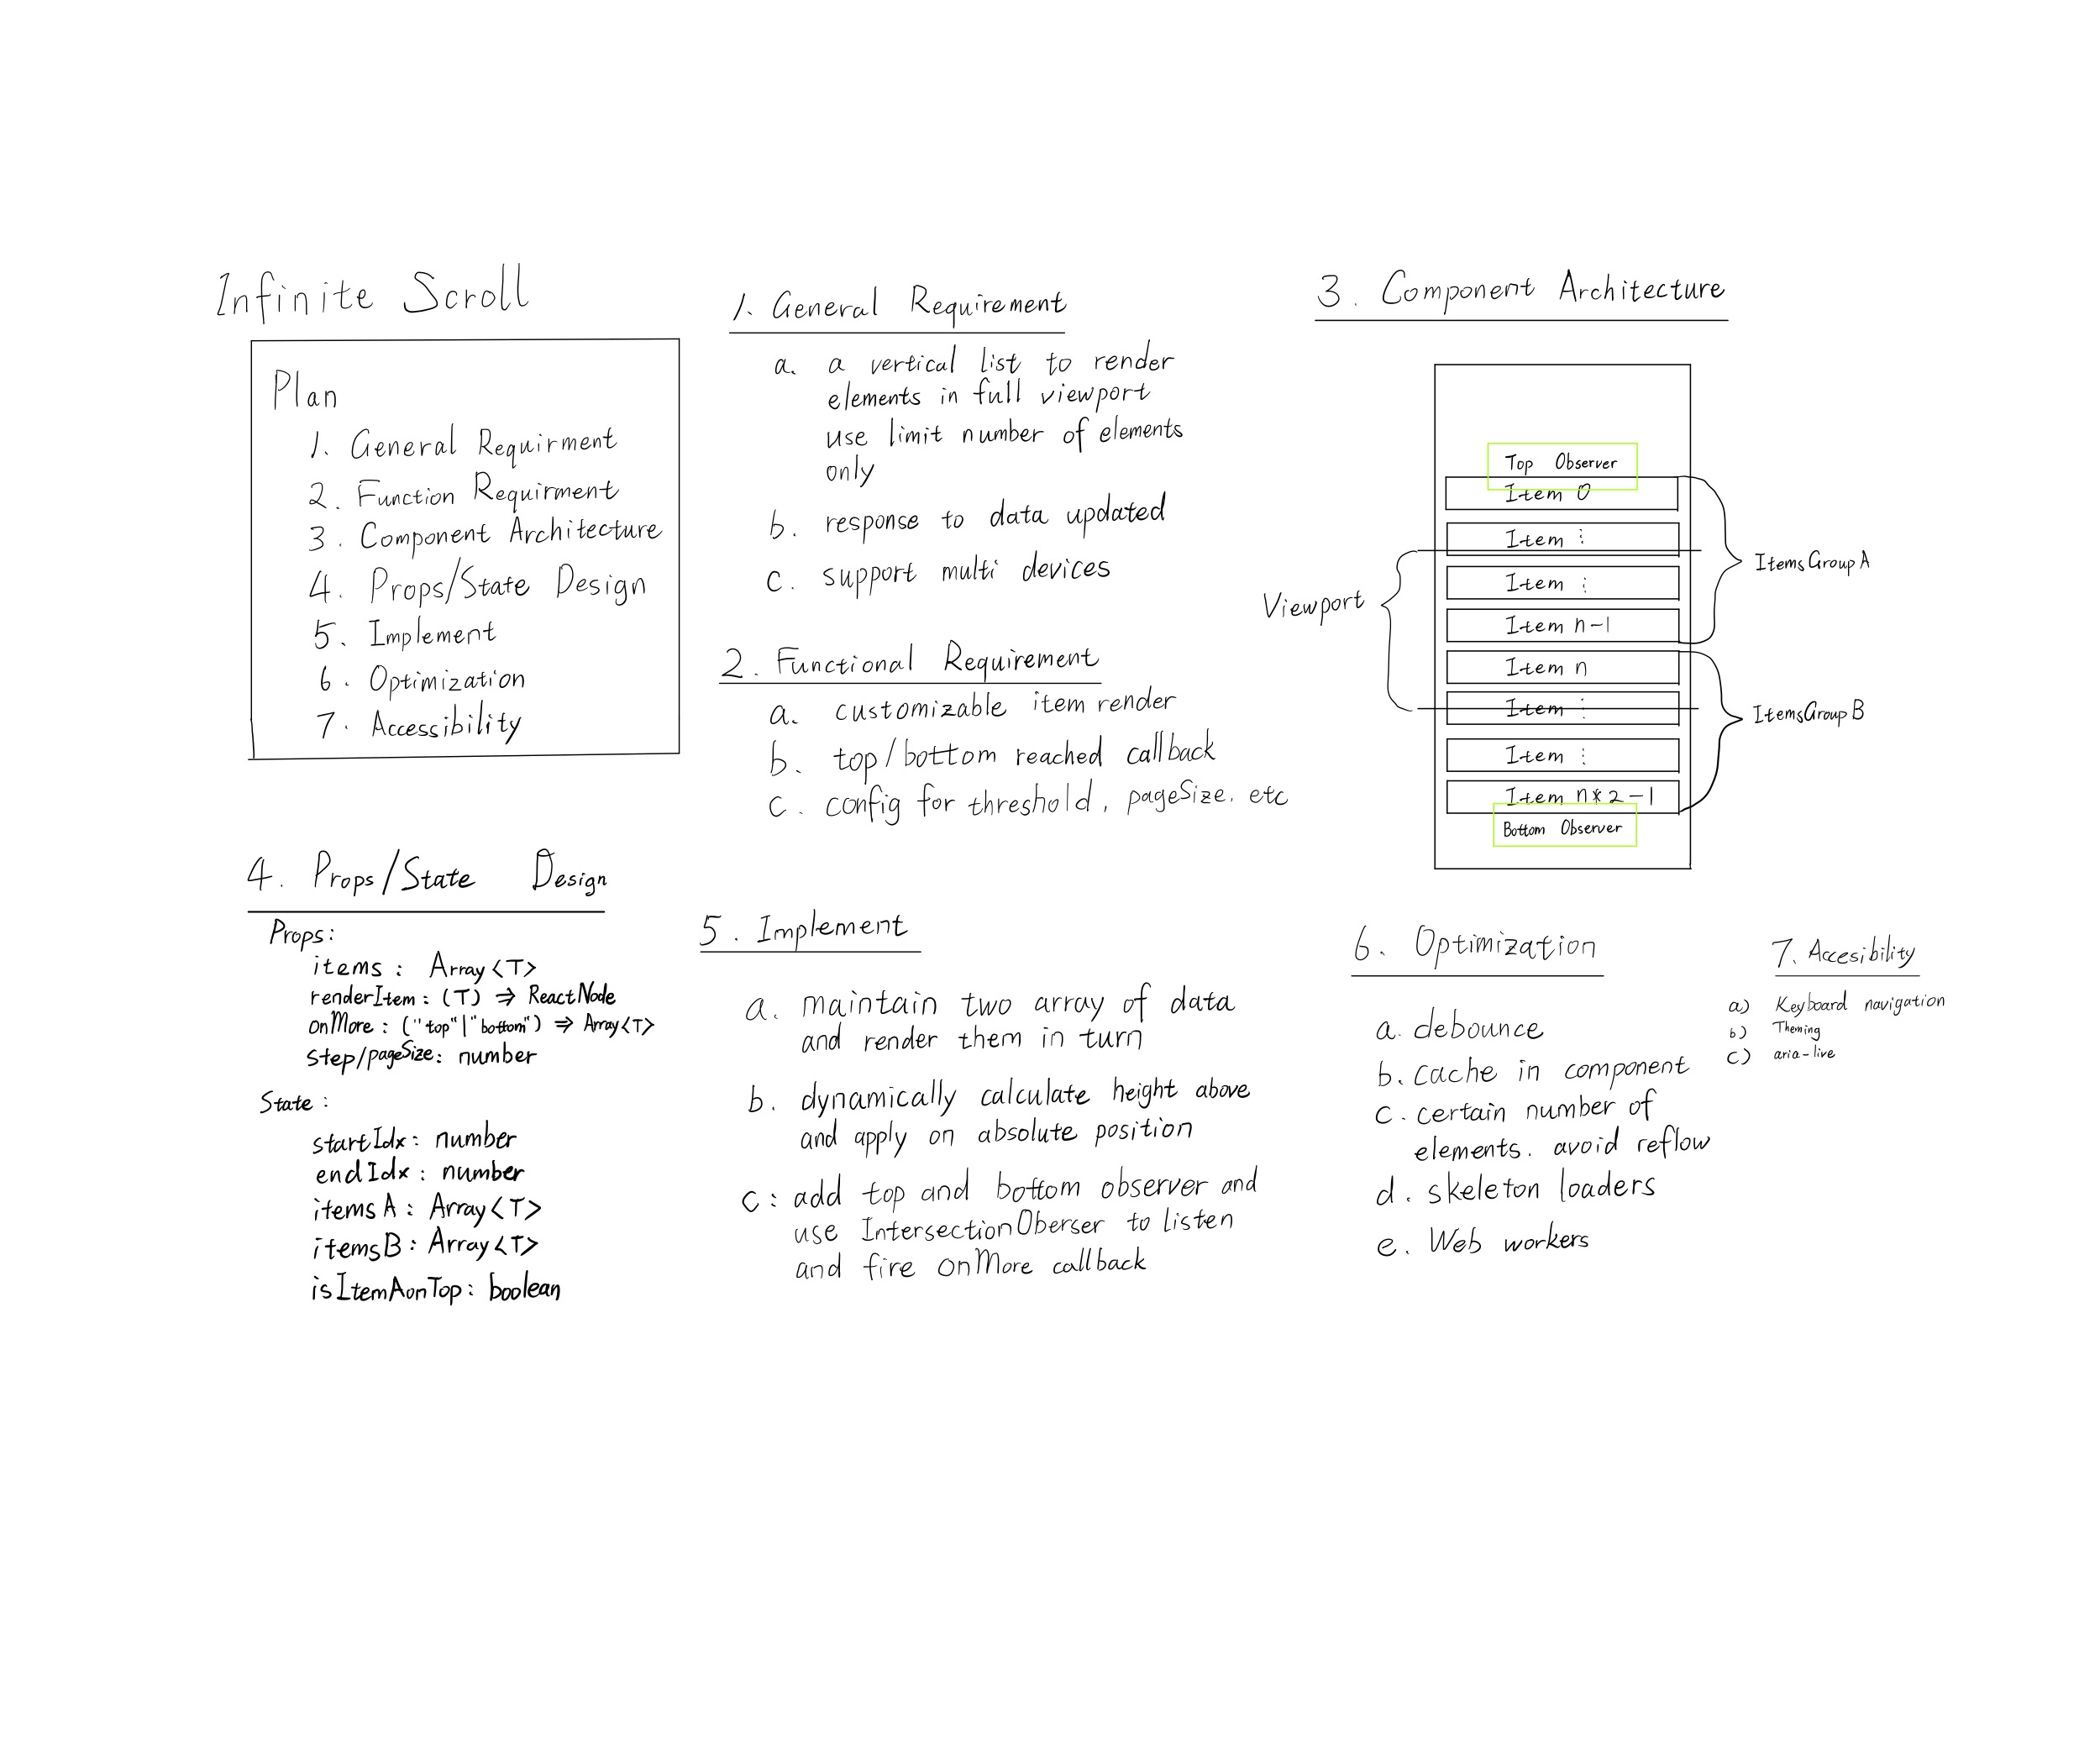 Infinite Scroll
Plan
1. General Requirment
2. Function Requirment
3. Component Architecture
4. Props/State Design
5. Implement
6. Optimization
7. Accessibility
1. General Requirement
a. a vertical list to render
elements in full viewport
use limit number of elements
only
b. response to data updated
c. support multi devices
2. Functional Requirement
a. customizable item render
b. top/bottom reached callback
c. config for threshold, pageSize. etc
3. Component Architecture
Top Observer
Item 0
Item ⋮
Item ⋮
Item n-1
Item n
Item ⋮
Item ⋮
Item n*2-1
Bottom Observer
Viewport
ItemsGroup A
ItemsGroup B
4. Props/State Design
Props:
items: Array<T>
renderItem: (T) => ReactNode
onMore: ("top"|"bottom") => Array<T>
step/pageSize: number
State:
startIdx: number
endIdx: number
itemsA: Array<T>
itemsB: Array<T>
isItemAonTop: boolean
5. Implement
a. maintain two array of data
and render them in turn
b. dynamically calculate height above
and apply on absolute position
c: add top and bottom observer and
use IntersectionOberser to listen
and fire onMore callback
6. Optimization
a. debounce
b. cache in component
c. certain number of
elements. avoid reflow
d. skeleton loaders
e. Web workers
7. Accesibility
a) Keyboard navigation
b) Theming
c) aria-live